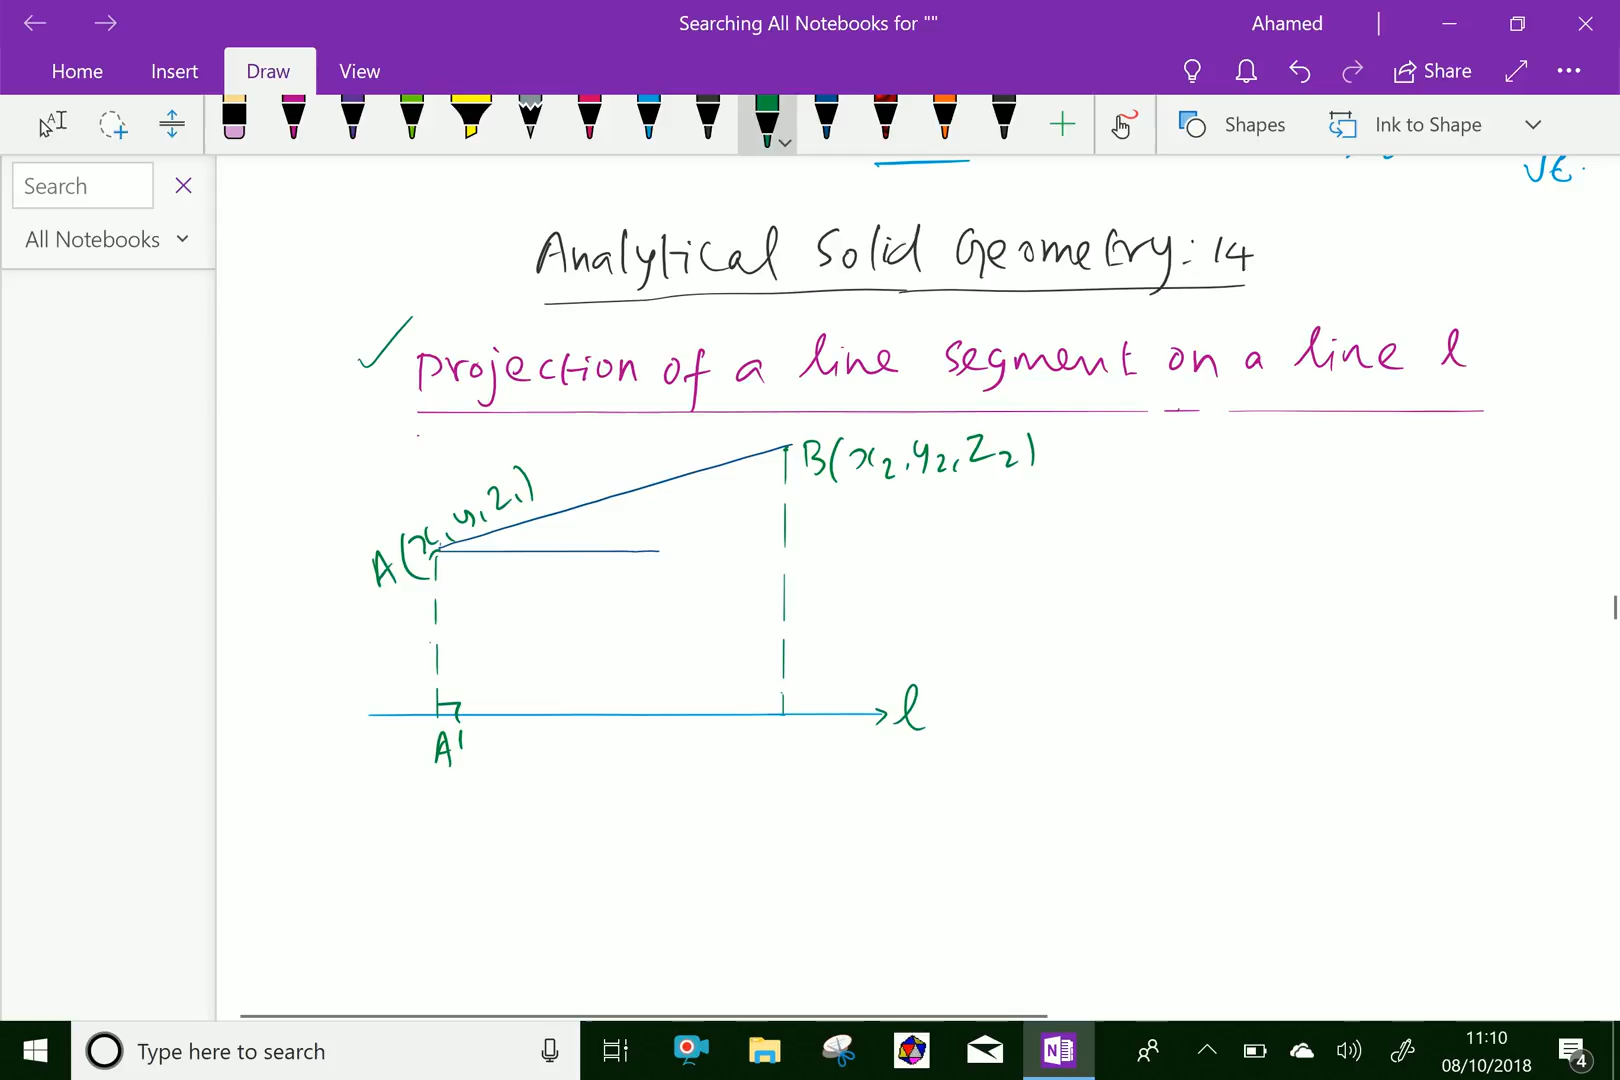 Searching All Notebooks for ""
Ahamed
Home Insert Draw View
Share
Shapes
Ink to Shape
Search
All Notebooks
√E.
Analytical Solid Geometry: 14
✓ Projection of a line segment on a line l
B(x₂, y₂, z₂)
A(x₁, y₁, z₁)
l
A'
Type here to search
11:10
08/10/2018
4